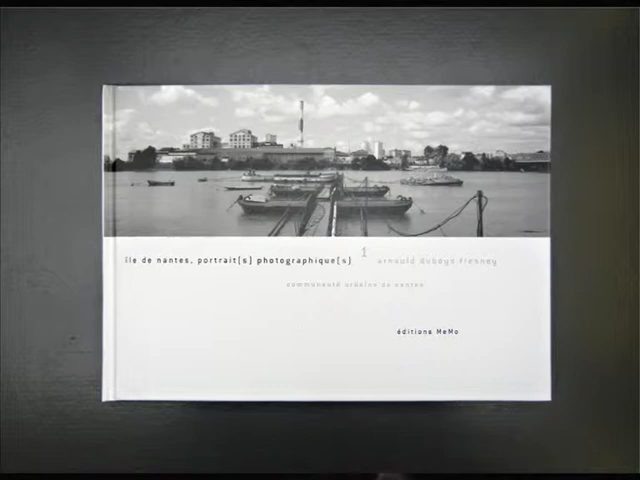 île de nantes, portrait[s] photographique[s] 1 arnauld duboys fresney
communauté urbaine de nantes
éditions MeMo